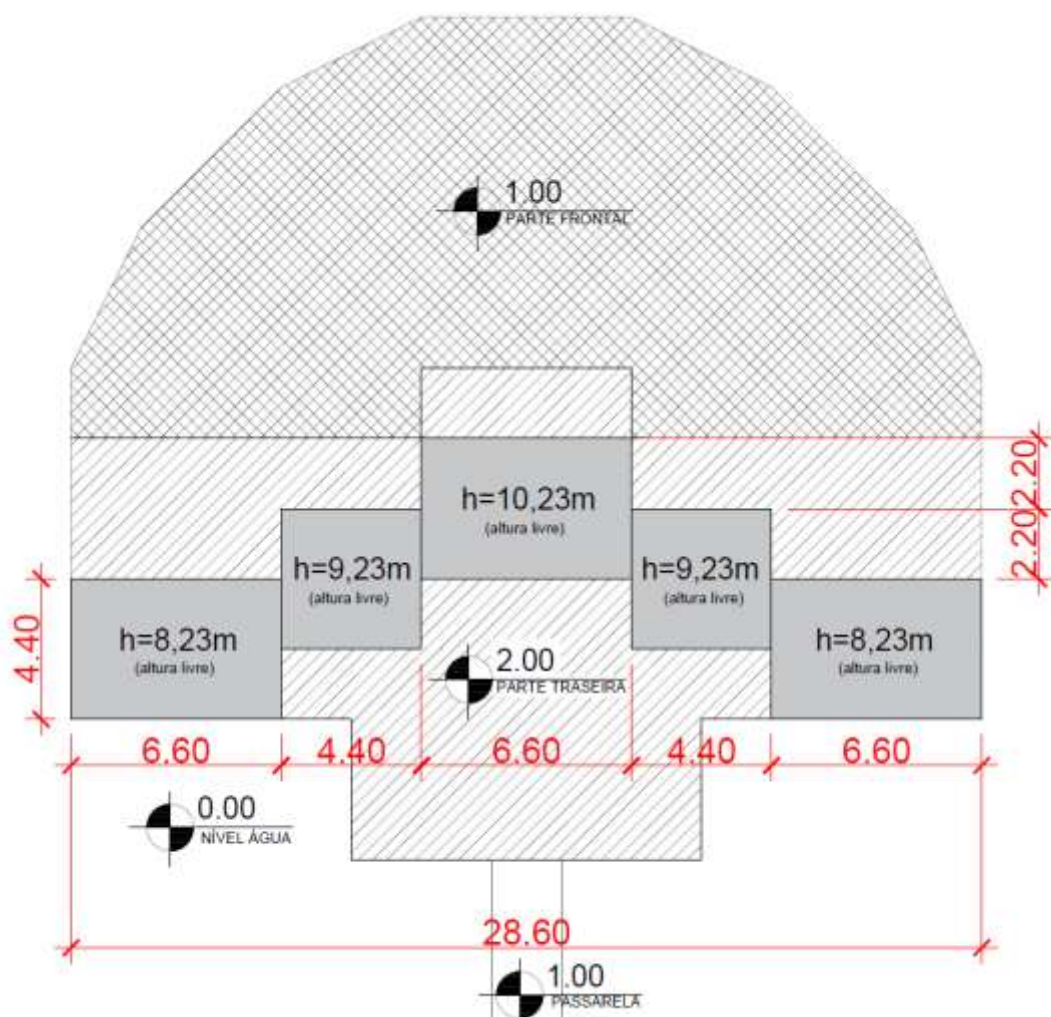 1.00
PARTE FRONTAL
h=10,23m
(altura livre)
2.20
2.20
h=9,23m
(altura livre)
h=9,23m
(altura livre)
h=8,23m
(altura livre)
h=8,23m
(altura livre)
4.40
2.00
PARTE TRASEIRA
6.60
4.40
6.60
4.40
6.60
0.00
NÍVEL ÁGUA
28.60
1.00
PASSARELA